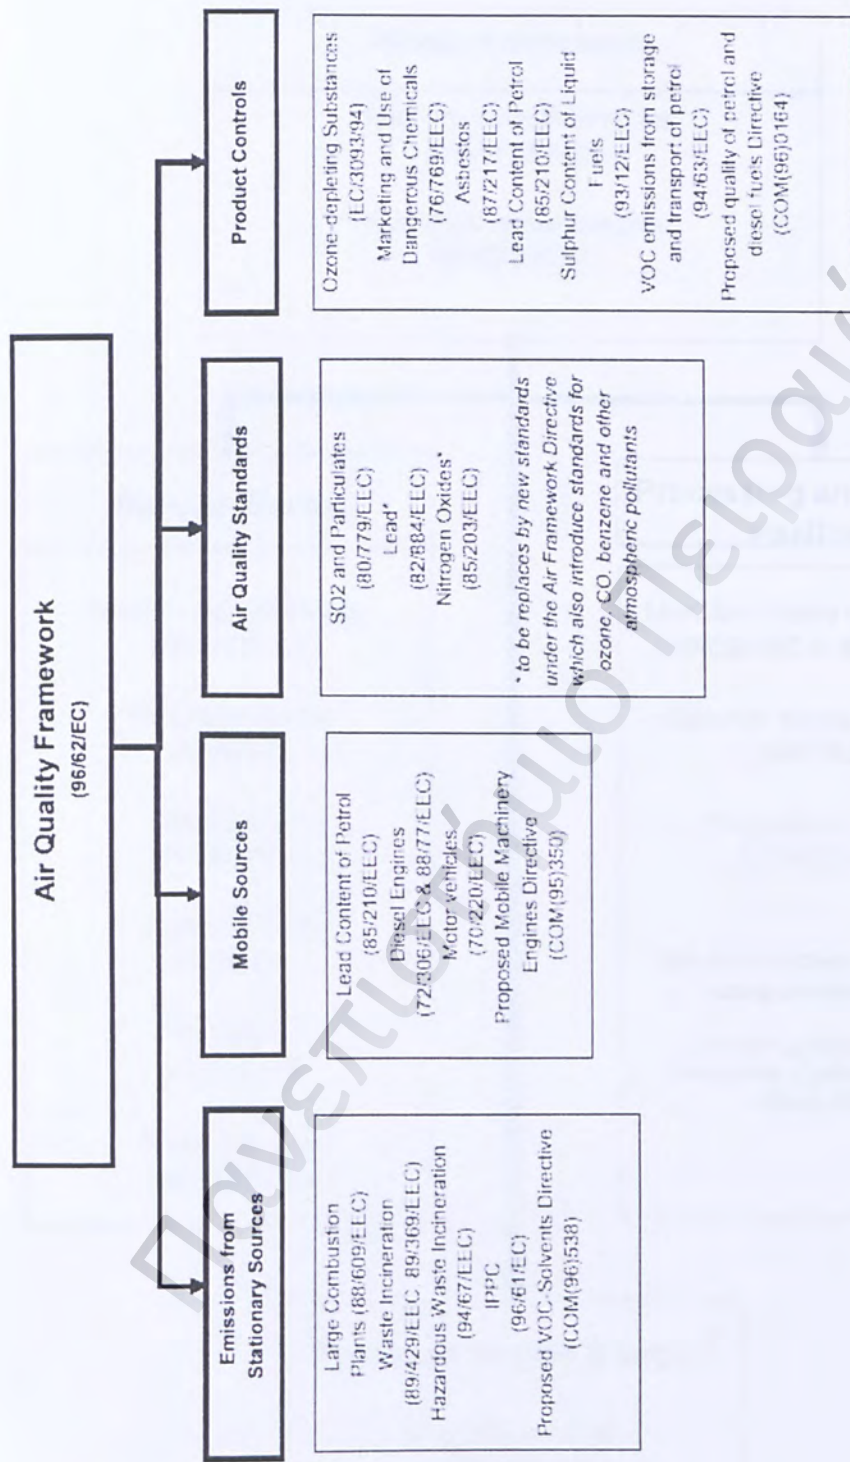 Air Quality Framework
(96/62/EC)
Emissions from
Stationary Sources
Large Combustion
Plants (88/609/EEC)
Waste Incineration
(89/429/EEC, 89/369/EEC)
Hazardous Waste Incineration
(94/67/EEC)
IPPC
(96/61/EC)
Proposed VOC-Solvents Directive
(COM(96)538)
Mobile Sources
Lead Content of Petrol
(85/210/EEC)
Diesel Engines
(72/306/EEC & 88/77/EEC)
Motor vehicles
(70/220/EEC)
Proposed Mobile Machinery
Engines Directive
(COM(95)350)
Air Quality Standards
SO2 and Particulates
(80/779/EEC)
Lead*
(82/884/EEC)
Nitrogen Oxides*
(85/203/EEC)
*to be replaces by new standards
under the Air Framework Directive
which also introduce standards for
ozone, CO, benzene and other
atmospheric pollutants
Product Controls
Ozone-depleting Substances
(EC/3093/94)
Marketing and Use of
Dangerous Chemicals
(76/769/EEC)
Asbestos
(87/217/EEC)
Lead Content of Petrol
(85/210/EEC)
Sulphur Content of Liquid
Fuels
(93/12/EEC)
VOC emissions from storage
and transport of petrol
(94/63/EC)
Proposed quality of petrol and
diesel fuels Directive
(COM(96)0164)
Πανεπιστήμιο Πειραιώ